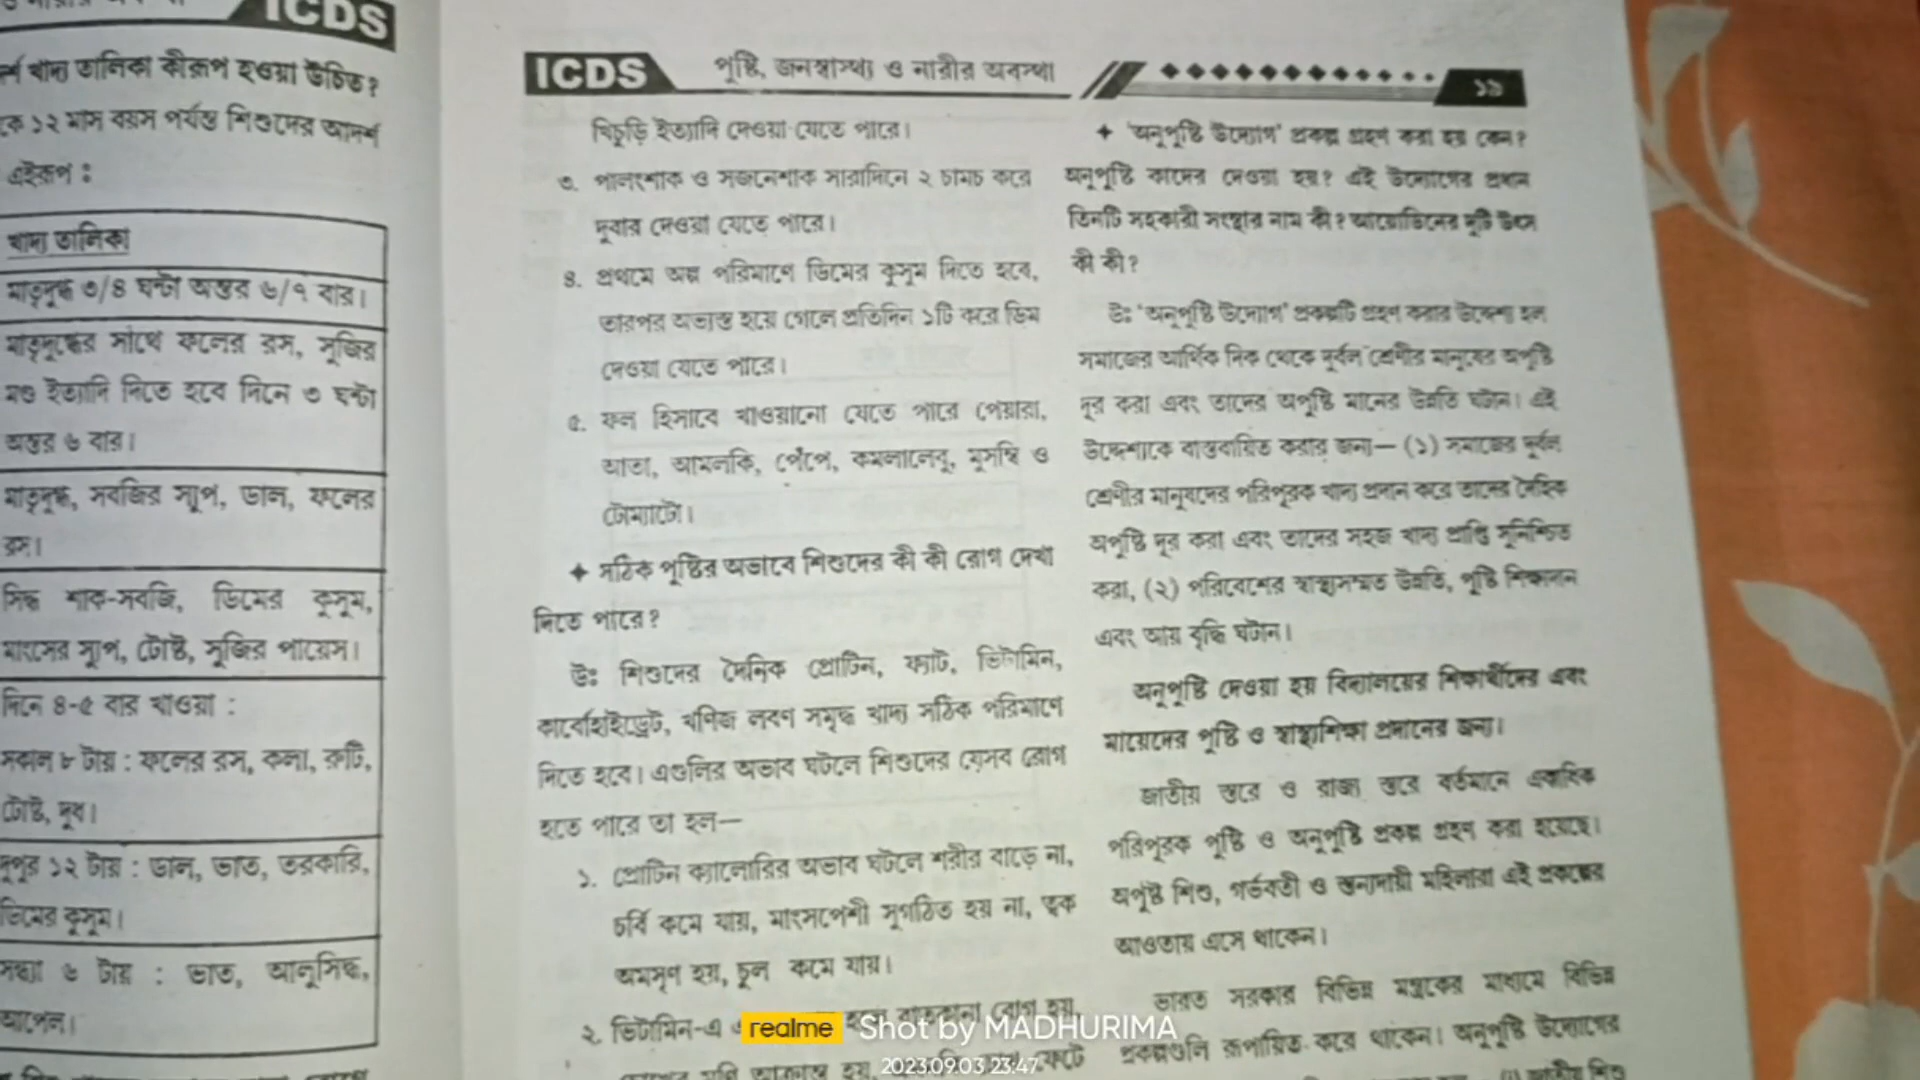 ICDS
খাদ্য তালিকা কীরূপ হওয়া উচিত?
১২ মাস বয়স পর্যন্ত শিশুদের আদর্শ
এইরূপ :
খাদ্য তালিকা
মাতৃদুগ্ধ ৩/৪ ঘন্টা অন্তর ৬/৭ বার।
মাতৃদুগ্ধের সাথে ফলের রস, সুজির
মণ্ড ইত্যাদি দিতে হবে দিনে ৩ ঘন্টা
অন্তর ৬ বার।
মাতৃদুগ্ধ, সবজির স্যুপ, ডাল, ফলের
রস।
সিদ্ধ শাক-সবজি, ডিমের কুসুম,
মাংসের স্যুপ, টোষ্ট, সুজির পায়েস।
দিনে ৪-৫ বার খাওয়া :
সকাল ৮ টায় : ফলের রস, কলা, রুটি,
টোষ্ট, দুধ।
দুপুর ১২ টায় : ডাল, ভাত, তরকারি,
ডিমের কুসুম।
সন্ধ্যা ৬ টায় : ভাত, আলুসিদ্ধ,
আপেল।
ICDS পুষ্টি, জনস্বাস্থ্য ও নারীর অবস্থা ১৯
খিচুড়ি ইত্যাদি দেওয়া যেতে পারে।
৩. পালংশাক ও সজনেশাক সারাদিনে ২ চামচ করে
দুবার দেওয়া যেতে পারে।
৪. প্রথমে অল্প পরিমাণে ডিমের কুসুম দিতে হবে,
তারপর অভ্যস্ত হয়ে গেলে প্রতিদিন ১টি করে ডিম
দেওয়া যেতে পারে।
৫. ফল হিসাবে খাওয়ানো যেতে পারে পেয়ারা,
আতা, আমলকি, পেঁপে, কমলালেবু, মুসম্বি ও
টোম্যাটো।
✦ সঠিক পুষ্টির অভাবে শিশুদের কী কী রোগ দেখা
দিতে পারে?
উঃ শিশুদের দৈনিক প্রোটিন, ফ্যাট, ভিটামিন,
কার্বোহাইড্রেট, খণিজ লবণ সমৃদ্ধ খাদ্য সঠিক পরিমাণে
দিতে হবে। এগুলির অভাব ঘটলে শিশুদের যেসব রোগ
হতে পারে তা হল—
১. প্রোটিন ক্যালোরির অভাব ঘটলে শরীর বাড়ে না,
চর্বি কমে যায়, মাংসপেশী সুগঠিত হয় না, ত্বক
অমসৃণ হয়, চুল কমে যায়।
২. ভিটামিন-এ রাতকানা রোগ হয়,
✦ 'অনুপুষ্টি উদ্যোগ' প্রকল্প গ্রহণ করা হয় কেন?
অনুপুষ্টি কাদের দেওয়া হয়? এই উদ্যোগের প্রধান
তিনটি সহকারী সংস্থার নাম কী? আয়োডিনের দুটি উৎস
কী কী?
উঃ 'অনুপুষ্টি উদ্যোগ' প্রকল্পটি গ্রহণ করার উদ্দেশ্য হল
সমাজের আর্থিক দিক থেকে দুর্বল শ্রেণীর মানুষের অপুষ্টি
দূর করা এবং তাদের অপুষ্টি মানের উন্নতি ঘটান। এই
উদ্দেশ্যকে বাস্তবায়িত করার জন্য— (১) সমাজের দুর্বল
শ্রেণীর মানুষদের পরিপূরক খাদ্য প্রদান করে তাদের দৈহিক
অপুষ্টি দূর করা এবং তাদের সহজ খাদ্য প্রাপ্তি সুনিশ্চিত
করা, (২) পরিবেশের স্বাস্থ্যসম্মত উন্নতি, পুষ্টি শিক্ষাদান
এবং আয় বৃদ্ধি ঘটান।
অনুপুষ্টি দেওয়া হয় বিদ্যালয়ের শিক্ষার্থীদের এবং
মায়েদের পুষ্টি ও স্বাস্থ্যশিক্ষা প্রদানের জন্য।
জাতীয় স্তরে ও রাজ্য স্তরে বর্তমানে একাধিক
পরিপূরক পুষ্টি ও অনুপুষ্টি প্রকল্প গ্রহণ করা হয়েছে।
অপুষ্ট শিশু, গর্ভবতী ও স্তন্যদায়ী মহিলারা এই প্রকল্পের
আওতায় এসে থাকেন।
ভারত সরকার বিভিন্ন মন্ত্রকের মাধ্যমে বিভিন্ন
প্রকল্পগুলি রূপায়িত করে থাকেন। অনুপুষ্টি উদ্যোগের
realme Shot by MADHURIMA
2023.09.03 23:47